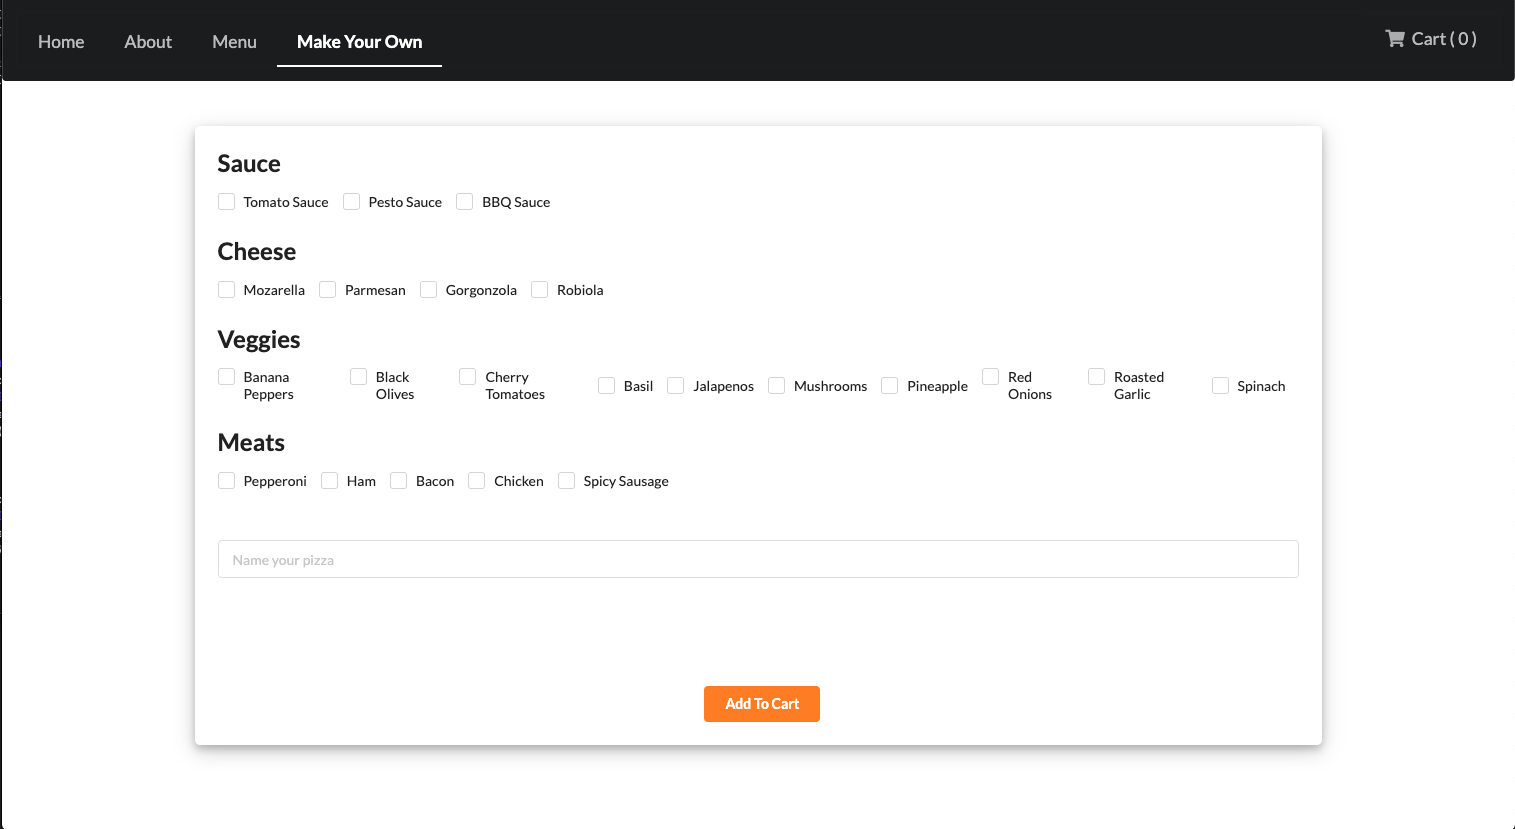 Home About Menu Make Your Own Cart ( 0 )
Sauce
Tomato Sauce Pesto Sauce BBQ Sauce
Cheese
Mozarella Parmesan Gorgonzola Robiola
Veggies
Banana Peppers Black Olives Cherry Tomatoes Basil Jalapenos Mushrooms Pineapple Red Onions Roasted Garlic Spinach
Meats
Pepperoni Ham Bacon Chicken Spicy Sausage
Name your pizza
Add To Cart